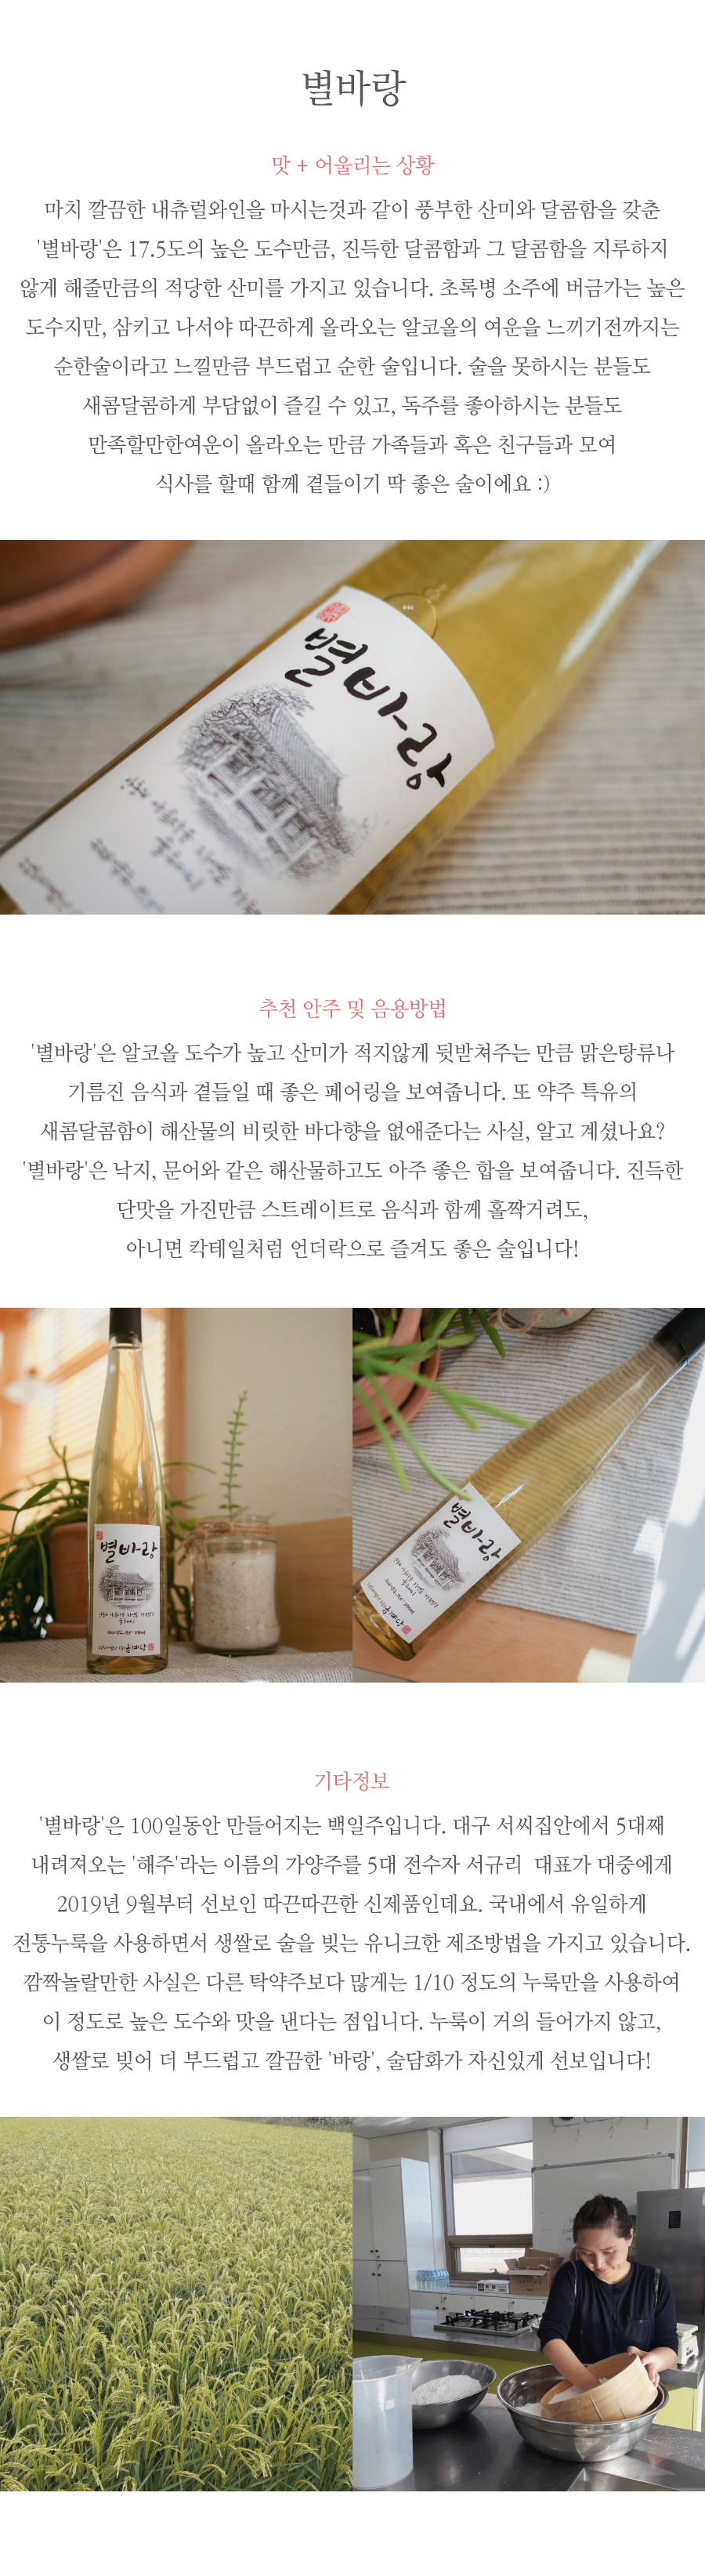 별바랑
맛 + 어울리는 상황
마치 깔끔한 내츄럴와인을 마시는것과 같이 풍부한 산미와 달콤함을 갖춘
'별바랑'은 17.5도의 높은 도수만큼, 진득한 달콤함과 그 달콤함을 지루하지
않게 해줄만큼의 적당한 산미를 가지고 있습니다. 초록병 소주에 버금가는 높은
도수지만, 삼키고 나서야 따끈하게 올라오는 알코올의 여운을 느끼기전까지는
순한술이라고 느낄만큼 부드럽고 순한 술입니다. 술을 못하시는 분들도
새콤달콤하게 부담없이 즐길 수 있고, 독주를 좋아하시는 분들도
만족할만한여운이 올라오는 만큼 가족들과 혹은 친구들과 모여
식사를 할때 함께 곁들이기 딱 좋은 술이에요 :)
별바랑
추천 안주 및 음용방법
'별바랑'은 알코올 도수가 높고 산미가 적지않게 뒷받쳐주는 만큼 맑은탕류나
기름진 음식과 곁들일 때 좋은 페어링을 보여줍니다. 또 약주 특유의
새콤달콤함이 해산물의 비릿한 바다향을 없애준다는 사실, 알고 계셨나요?
'별바랑'은 낙지, 문어와 같은 해산물하고도 아주 좋은 합을 보여줍니다. 진득한
단맛을 가진만큼 스트레이트로 음식과 함께 홀짝거려도,
아니면 칵테일처럼 언더락으로 즐겨도 좋은 술입니다!
별바랑
별바랑
기타정보
'별바랑'은 100일동안 만들어지는 백일주입니다. 대구 서씨집안에서 5대째
내려져오는 '해주'라는 이름의 가양주를 5대 전수자 서규리 대표가 대중에게
2019년 9월부터 선보인 따끈따끈한 신제품인데요. 국내에서 유일하게
전통누룩을 사용하면서 생쌀로 술을 빚는 유니크한 제조방법을 가지고 있습니다.
깜짝놀랄만한 사실은 다른 탁약주보다 많게는 1/10 정도의 누룩만을 사용하여
이 정도로 높은 도수와 맛을 낸다는 점입니다. 누룩이 거의 들어가지 않고,
생쌀로 빚어 더 부드럽고 깔끔한 '바랑', 술담화가 자신있게 선보입니다!